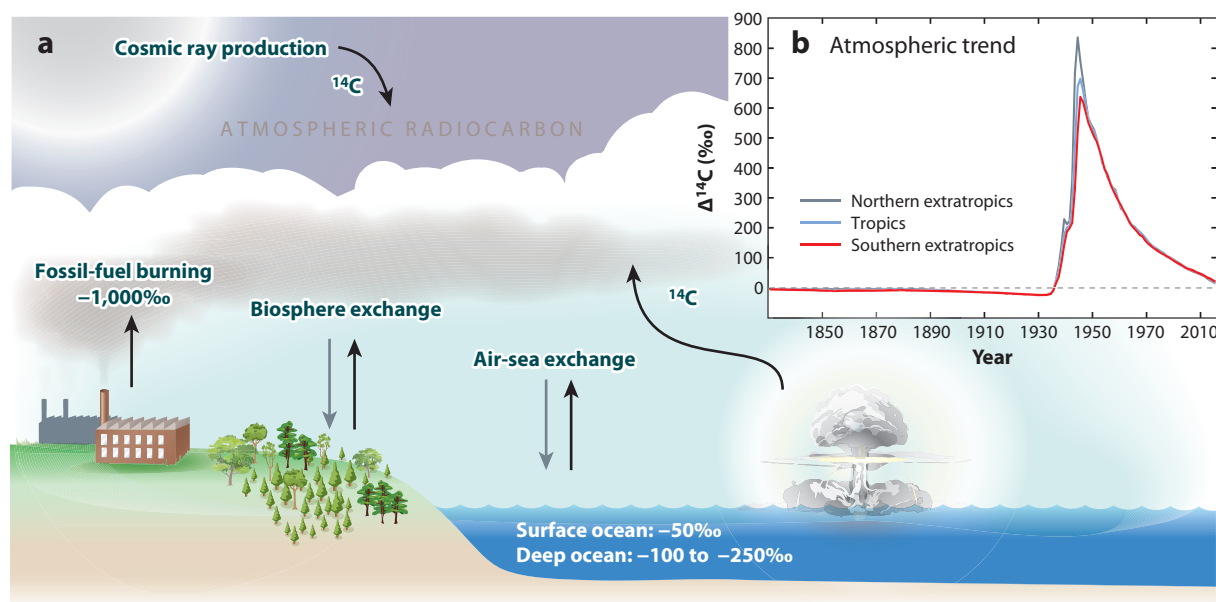 a
Cosmic ray production
¹⁴C
ATMOSPHERIC RADIOCARBON
Fossil-fuel burning
−1,000‰
Biosphere exchange
Air-sea exchange
¹⁴C
Surface ocean: −50‰
Deep ocean: −100 to −250‰
b Atmospheric trend
Δ¹⁴C (‰)
900
800
700
600
500
400
300
200
100
0
Northern extratropics
Tropics
Southern extratropics
1850 1870 1890 1910 1930 1950 1970 2010
Year